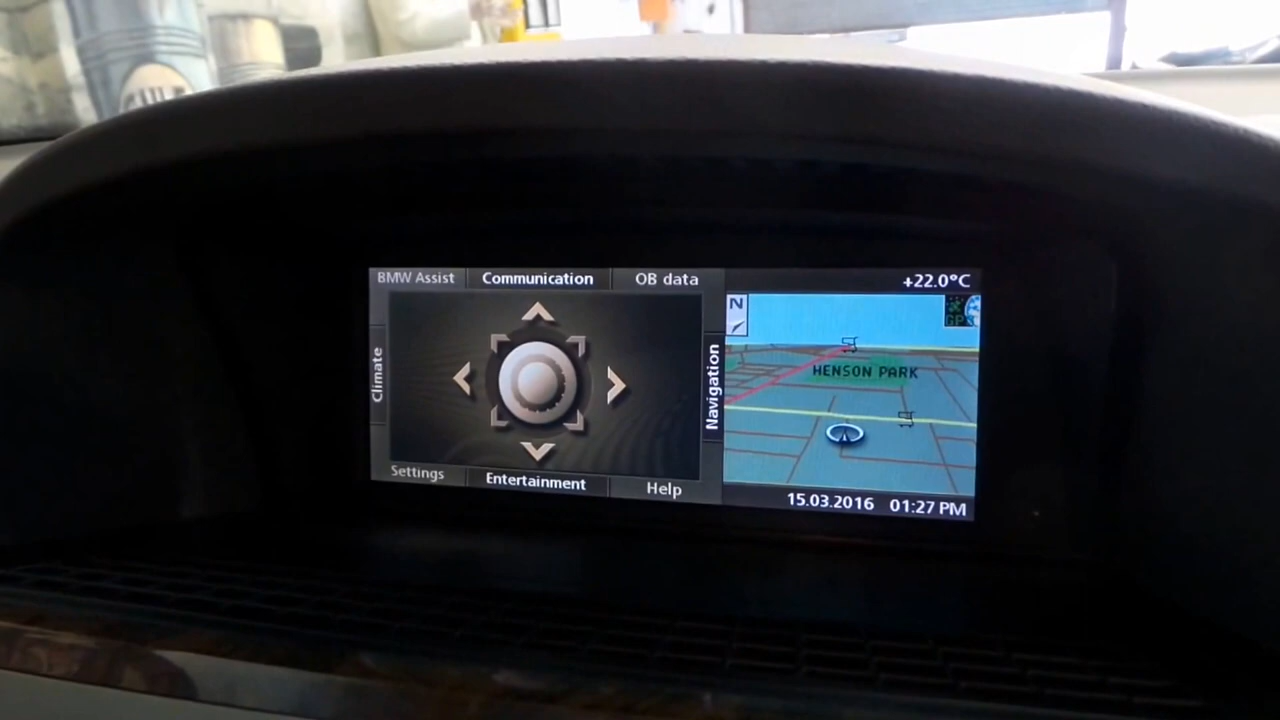 BMW Assist Communication OB data +22.0°C
N
GPS
Climate
Navigation
HENSON PARK
Settings Entertainment Help
15.03.2016 01:27 PM